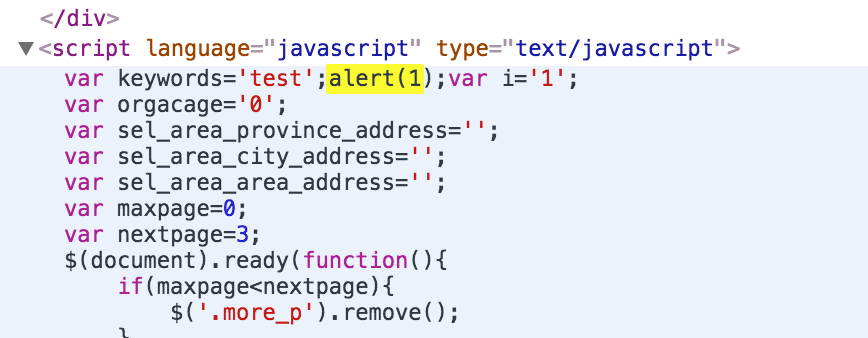 </div>
▼<script language="javascript" type="text/javascript">
var keywords='test';alert(1);var i='1';
var orgacage='0';
var sel_area_province_address='';
var sel_area_city_address='';
var sel_area_area_address='';
var maxpage=0;
var nextpage=3;
$(document).ready(function(){
if(maxpage<nextpage){
$('.more_p').remove();
}